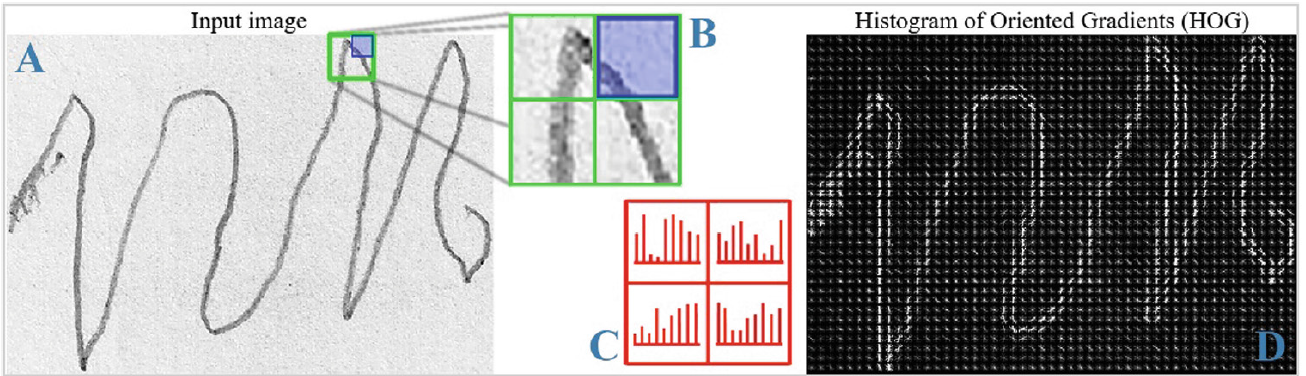 Input image
Histogram of Oriented Gradients (HOG)
A
B
C
D